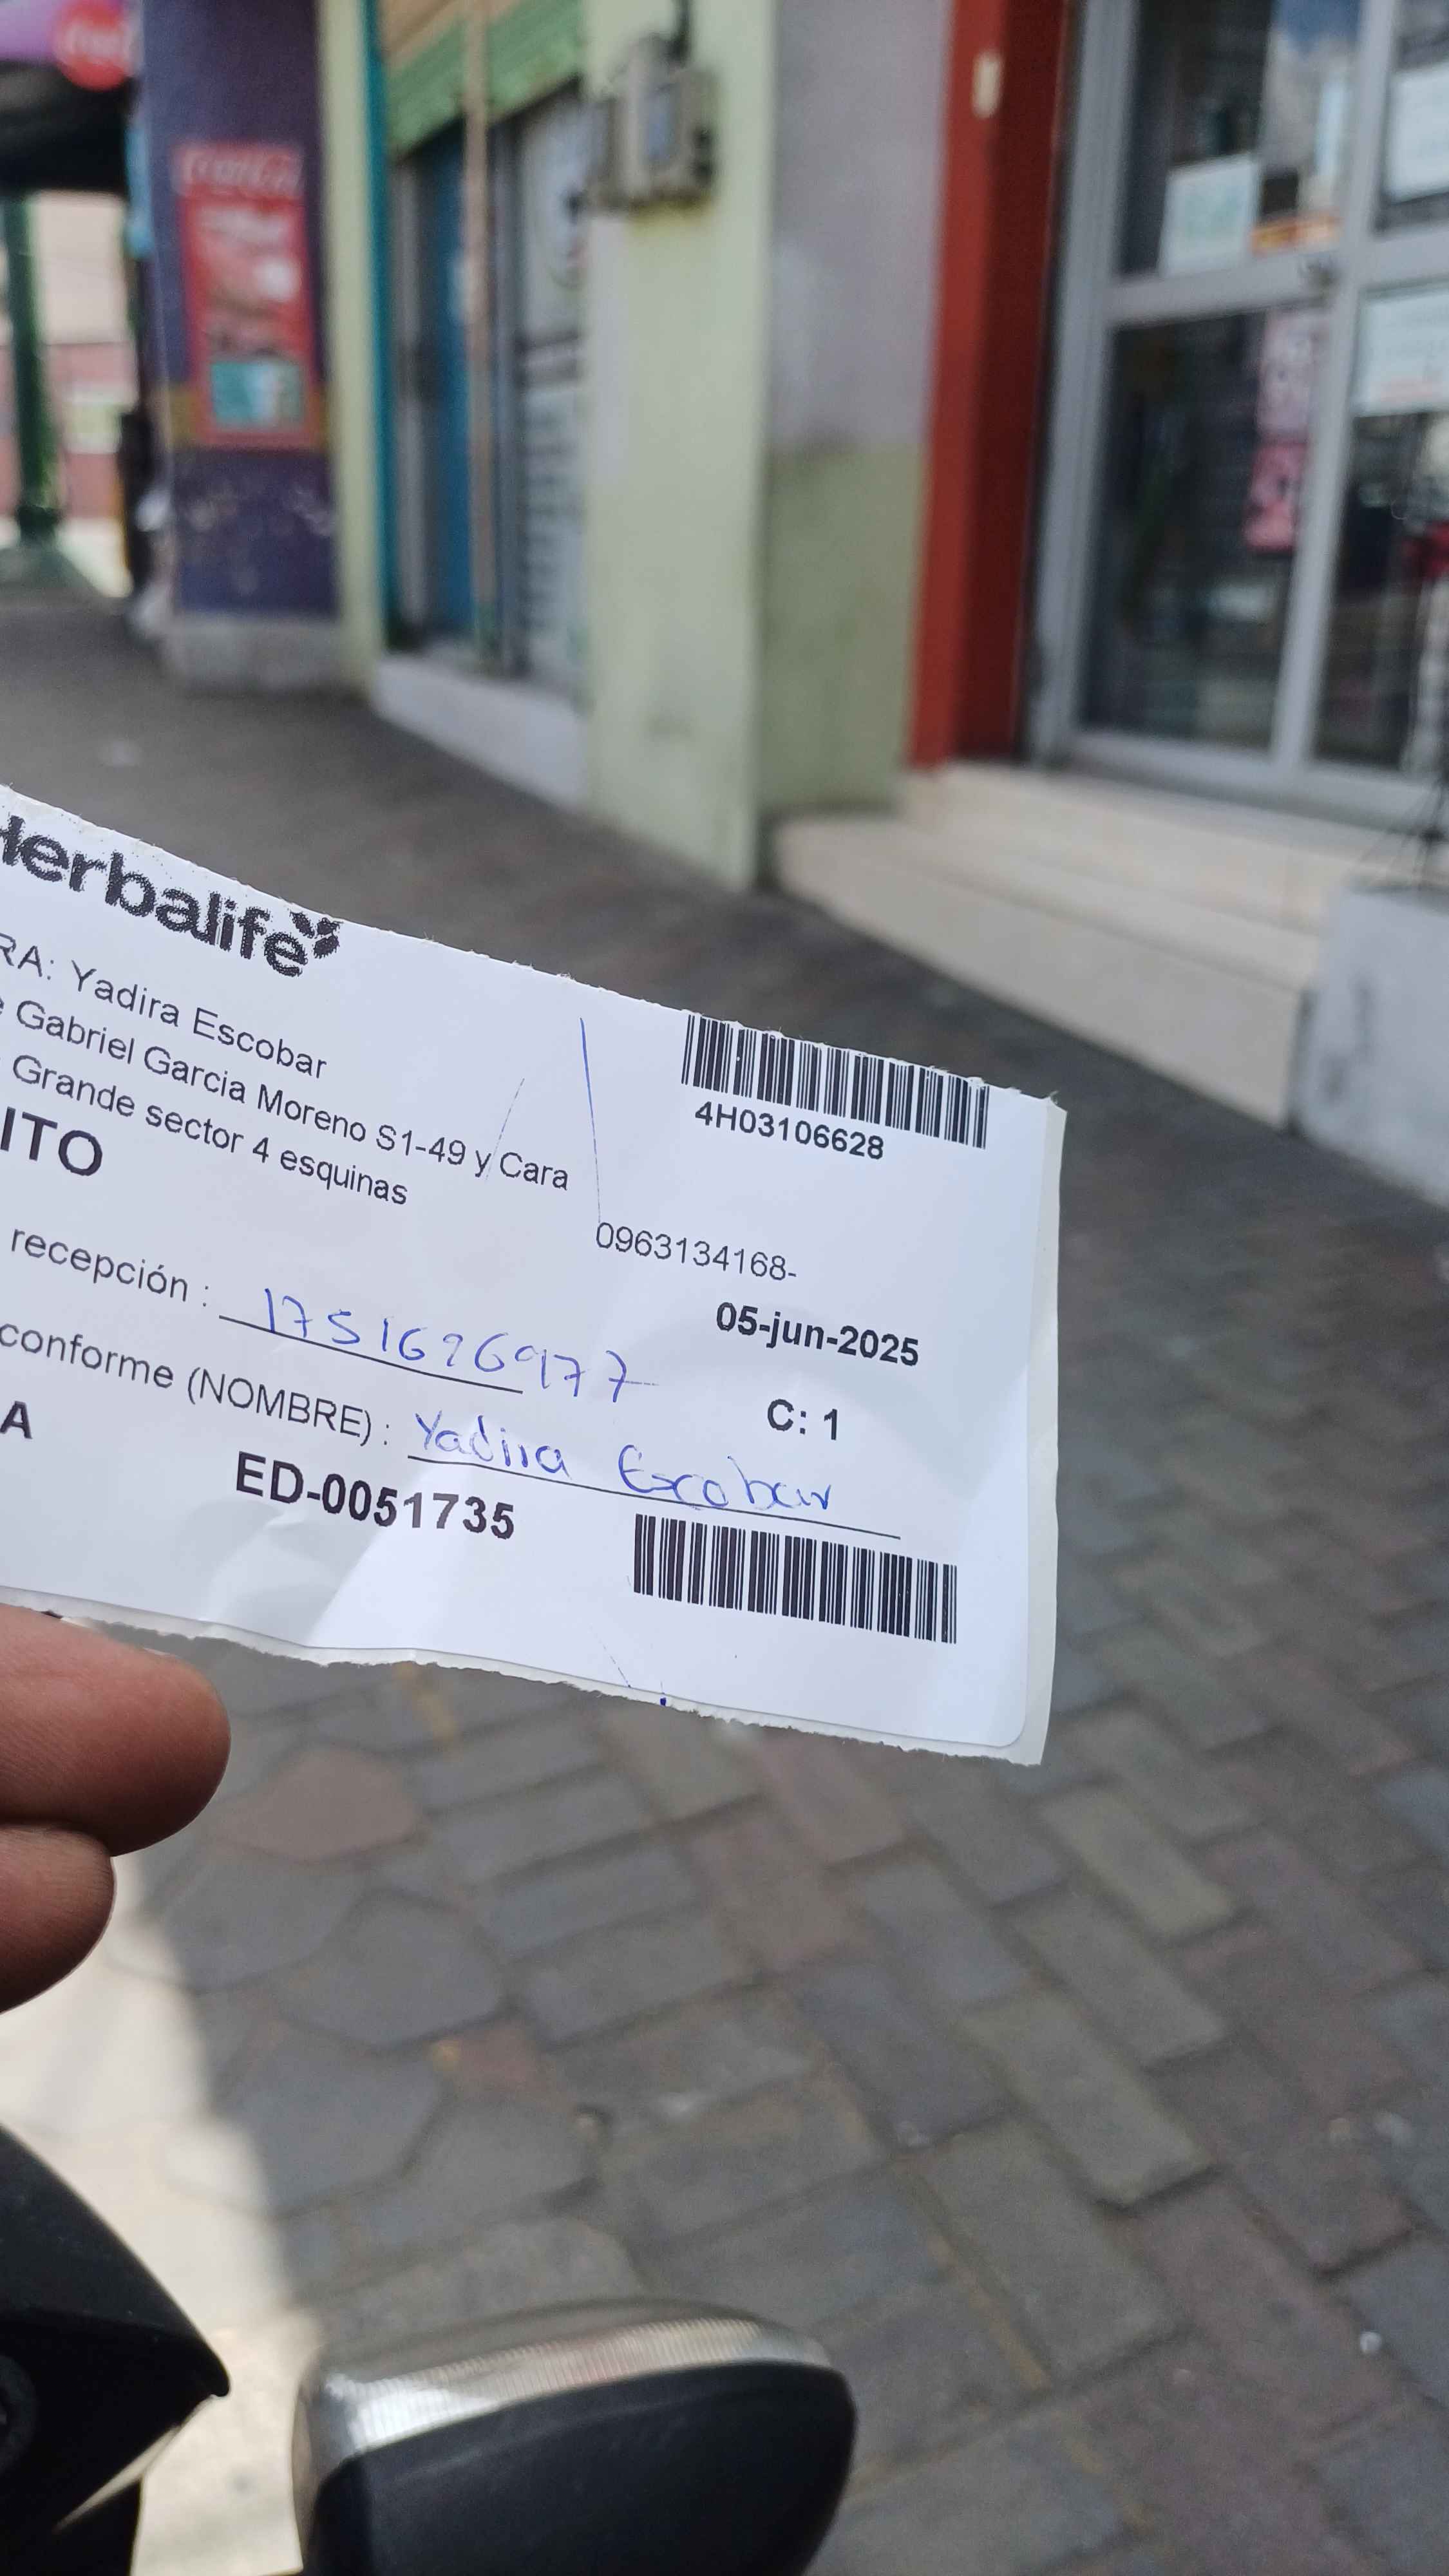 Herbalife
RA: Yadira Escobar
e Gabriel Garcia Moreno S1-49 y Cara
Grande sector 4 esquinas
ITO
4H03106628
0963134168-
recepción : 1751696977
05-jun-2025
conforme (NOMBRE) : Yadira Escobar
C: 1
A
ED-0051735